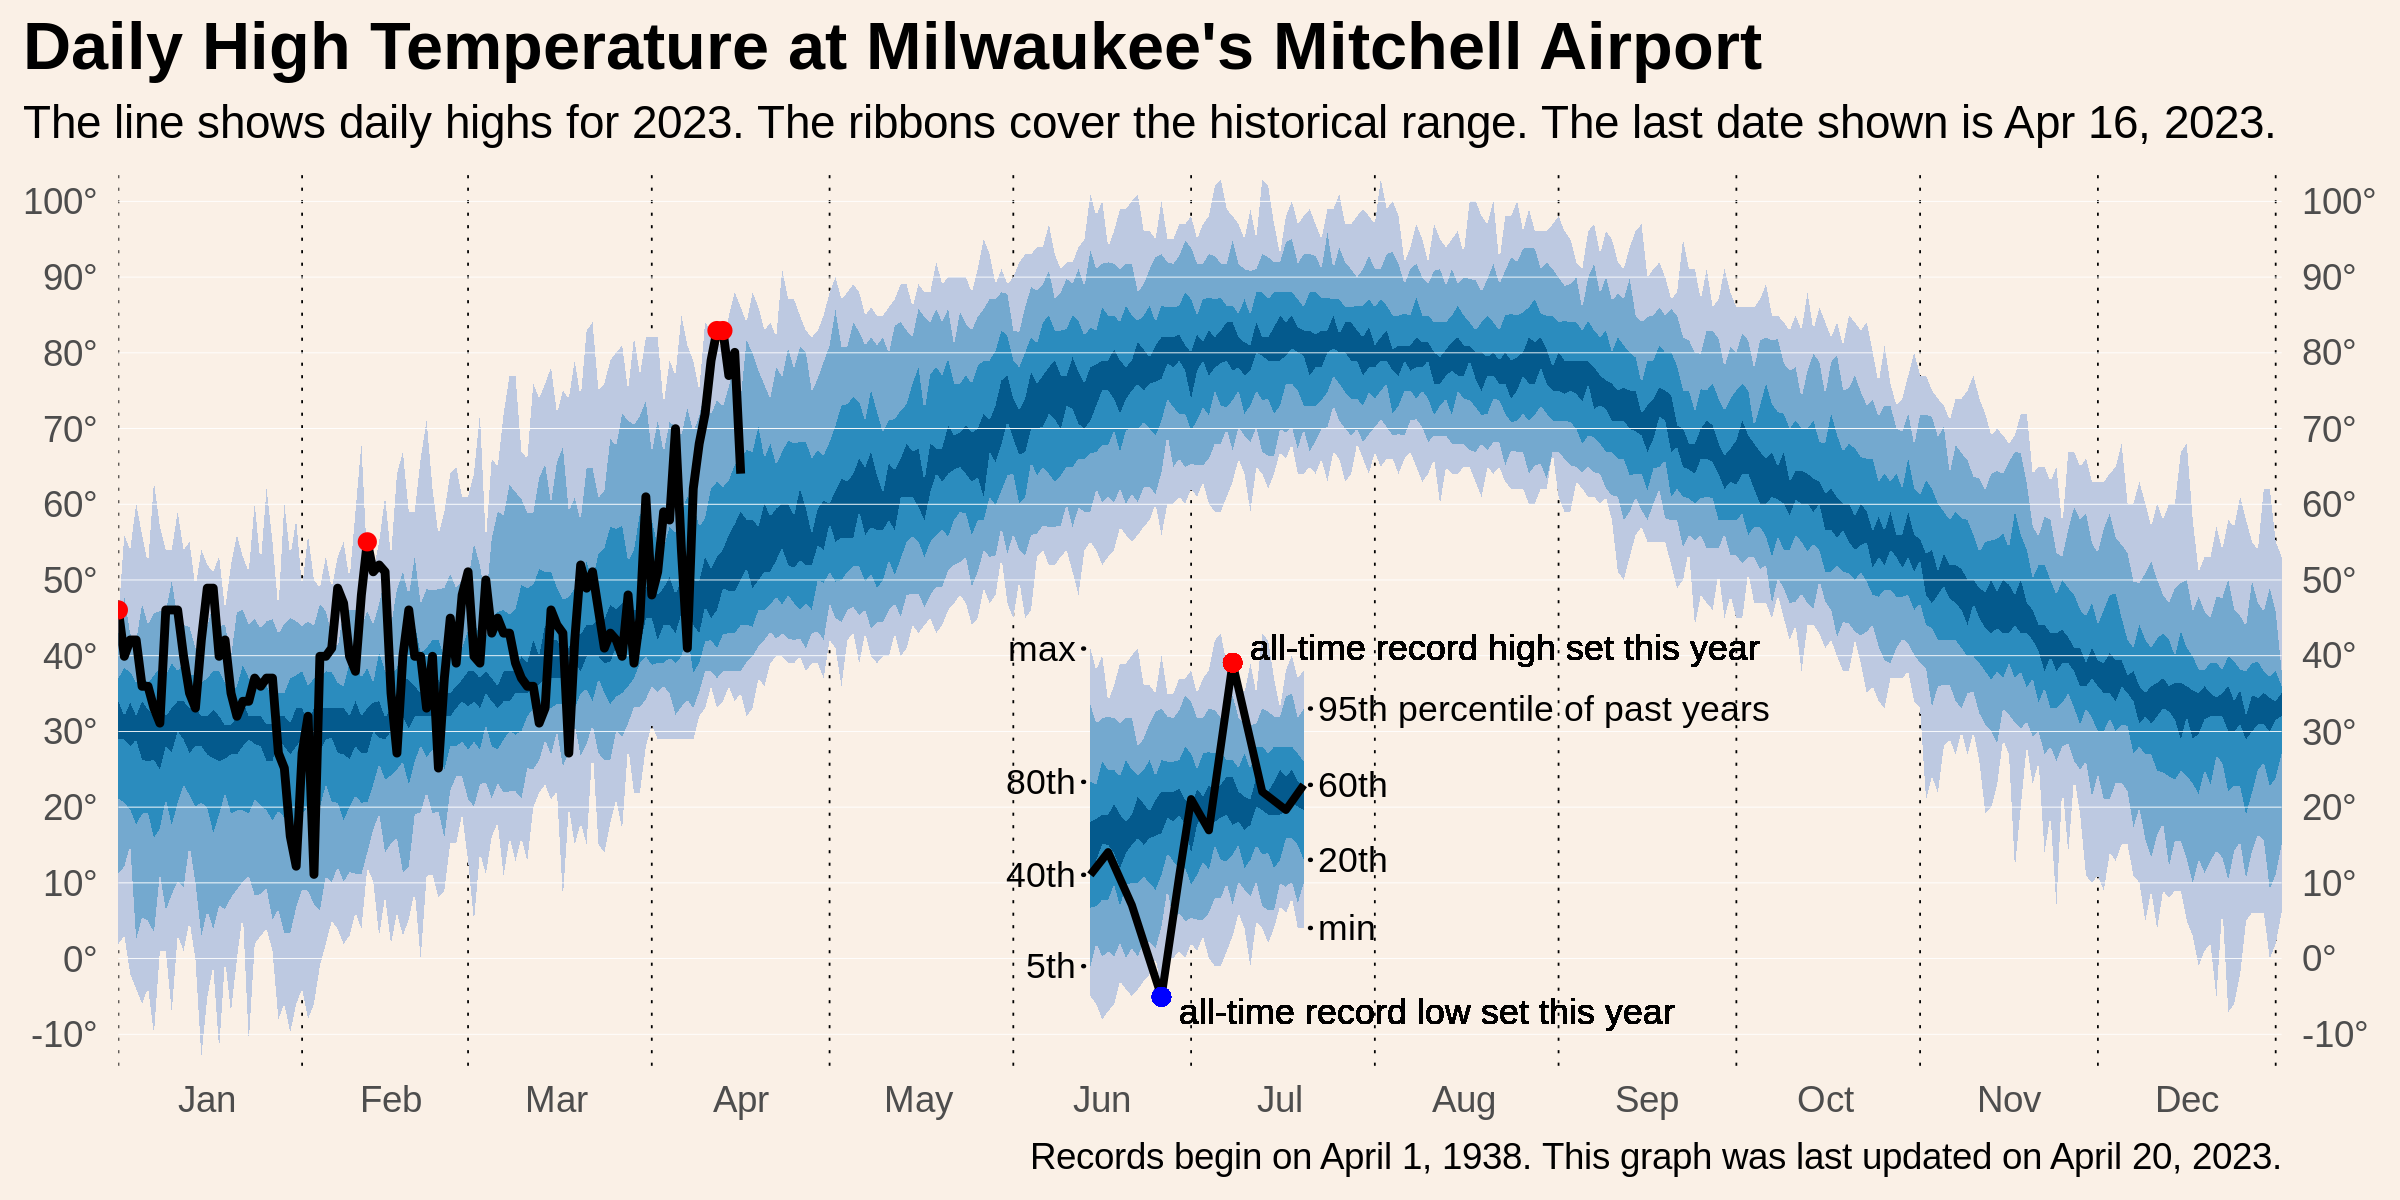 Daily High Temperature at Milwaukee's Mitchell Airport
The line shows daily highs for 2023. The ribbons cover the historical range. The last date shown is Apr 16, 2023.
100° 100°
90° 90°
80° 80°
70° 70°
60° 60°
50° 50°
40° 40°
30° 30°
20° 20°
10° 10°
0° 0°
-10° -10°
max all-time record high set this year
95th percentile of past years
80th 60th
40th 20th
min
5th
all-time record low set this year
Jan Feb Mar Apr May Jun Jul Aug Sep Oct Nov Dec
Records begin on April 1, 1938. This graph was last updated on April 20, 2023.